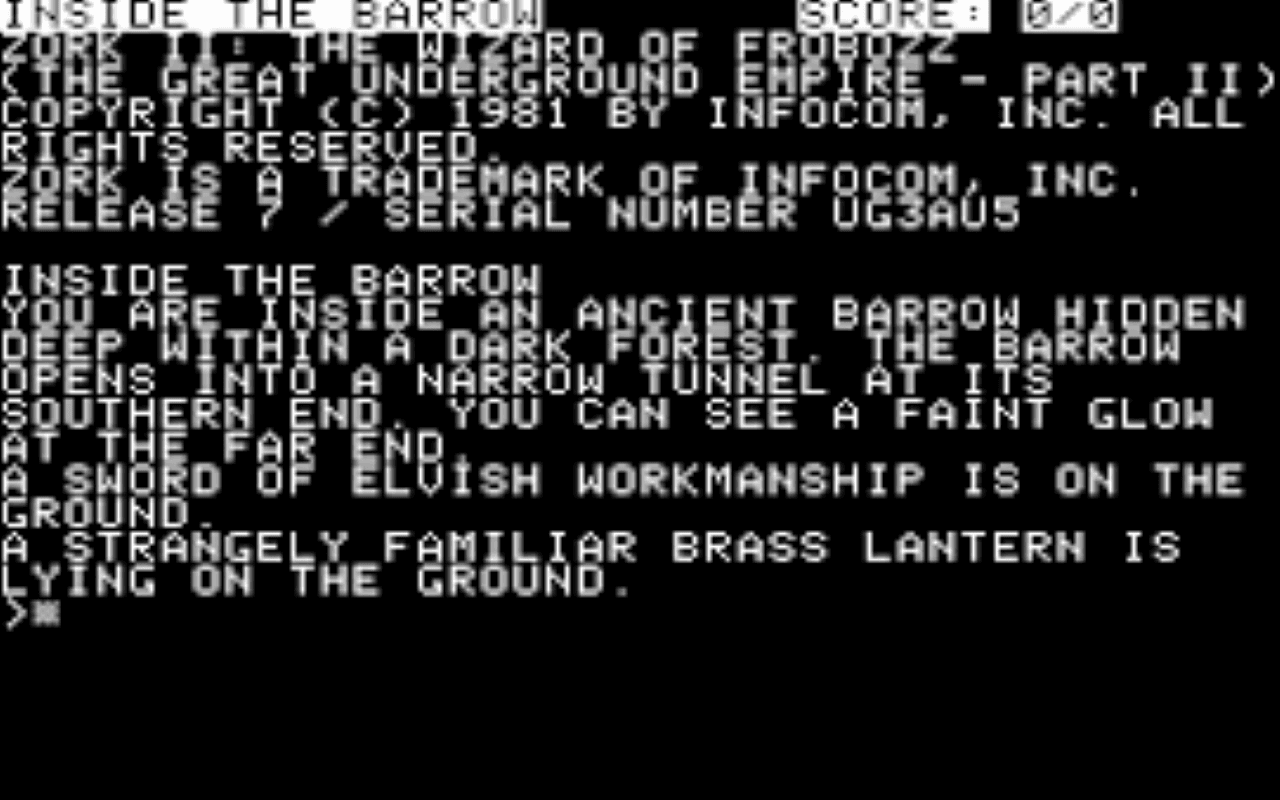 INSIDE THE BARROW SCORE: 0/0
ZORK II: THE WIZARD OF FROBOZZ
(THE GREAT UNDERGROUND EMPIRE - PART II)
COPYRIGHT (C) 1981 BY INFOCOM, INC. ALL
RIGHTS RESERVED.
ZORK IS A TRADEMARK OF INFOCOM, INC.
RELEASE 7 / SERIAL NUMBER UG3AU5

INSIDE THE BARROW
YOU ARE INSIDE AN ANCIENT BARROW HIDDEN
DEEP WITHIN A DARK FOREST. THE BARROW
OPENS INTO A NARROW TUNNEL AT ITS
SOUTHERN END. YOU CAN SEE A FAINT GLOW
AT THE FAR END.
A SWORD OF ELVISH WORKMANSHIP IS ON THE
GROUND.
A STRANGELY FAMILIAR BRASS LANTERN IS
LYING ON THE GROUND.
>